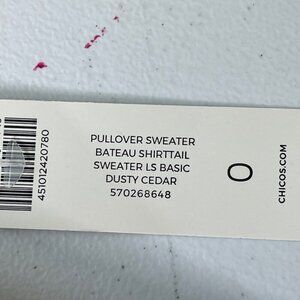 451012420780
PULLOVER SWEATER
BATEAU SHIRTTAIL
SWEATER LS BASIC
DUSTY CEDAR
570268648
0
CHICOS.COM